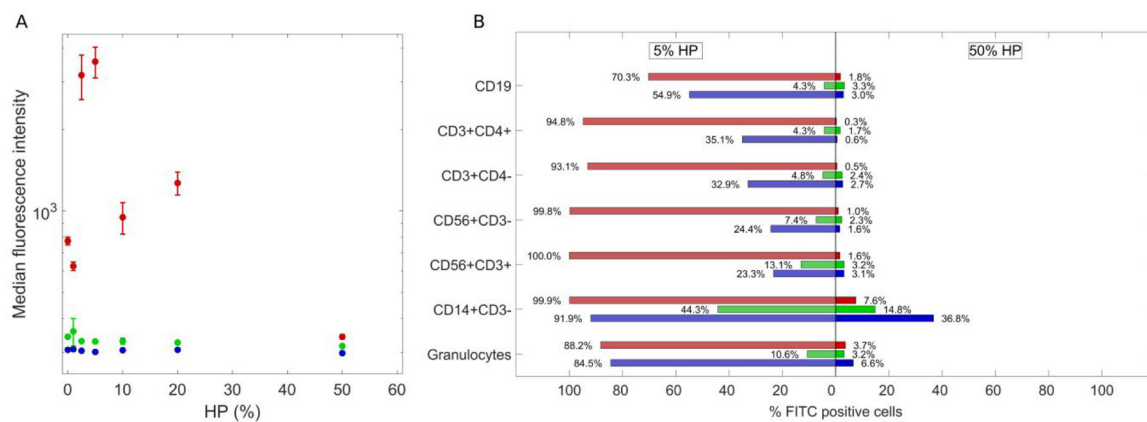 A
Median fluorescence intensity
10³
0 10 20 30 40 50 60
HP (%)
B
5% HP 50% HP
CD19
70.3% 1.8%
4.3% 3.3%
54.9% 3.0%
CD3+CD4+
94.8% 0.3%
4.3% 1.7%
35.1% 0.6%
CD3+CD4-
93.1% 0.5%
4.8% 2.4%
32.9% 2.7%
CD56+CD3-
99.8% 1.0%
7.4% 2.3%
24.4% 1.6%
CD56+CD3+
100.0% 1.6%
13.1% 3.2%
23.3% 3.1%
CD14+CD3-
99.9% 7.6%
44.3% 14.8%
91.9% 36.8%
Granulocytes
88.2% 3.7%
10.6% 3.2%
84.5% 6.6%
100 80 60 40 20 0 20 40 60 80 100
% FITC positive cells